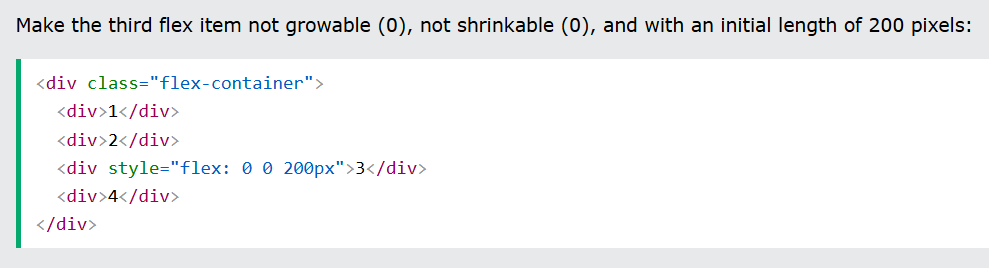 Make the third flex item not growable (0), not shrinkable (0), and with an initial length of 200 pixels:
<div class="flex-container">
  <div>1</div>
  <div>2</div>
  <div style="flex: 0 0 200px">3</div>
  <div>4</div>
</div>